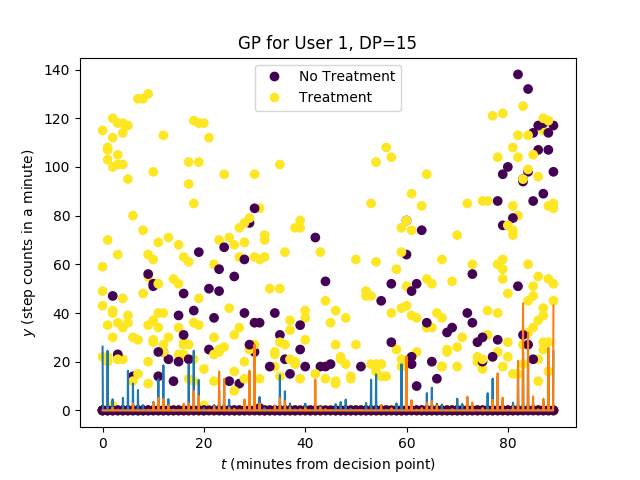 GP for User 1, DP=15
No Treatment
Treatment
y (step counts in a minute)
140
120
100
80
60
40
20
0
0 20 40 60 80
t (minutes from decision point)